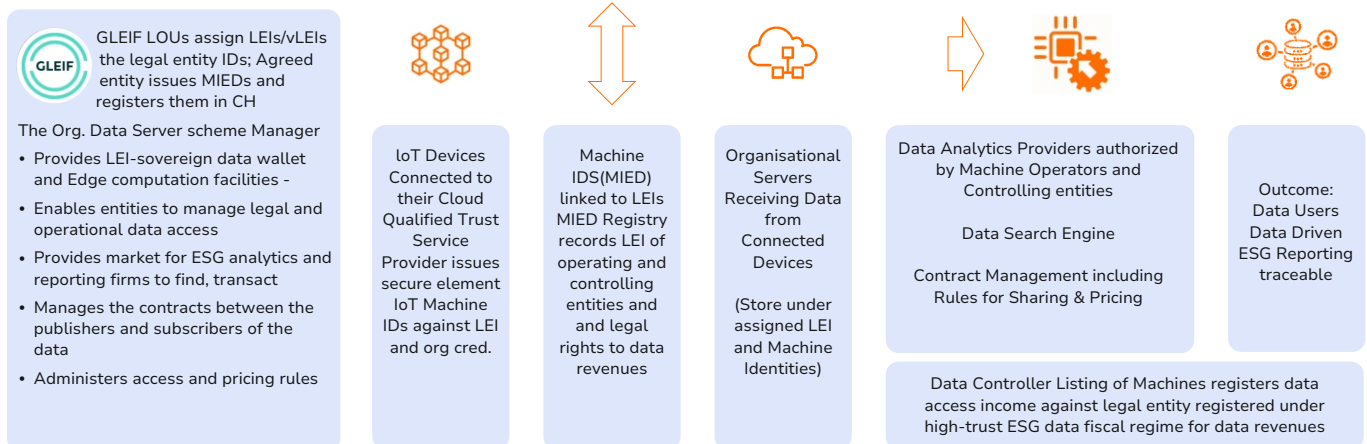 GLEIF
GLEIF LOUs assign LEIs/vLEIs
the legal entity IDs; Agreed
entity issues MIEDs and
registers them in CH
The Org. Data Server scheme Manager
• Provides LEI-sovereign data wallet
and Edge computation facilities -
• Enables entities to manage legal and
operational data access
• Provides market for ESG analytics and
reporting firms to find, transact
• Manages the contracts between the
publishers and subscribers of the
data
• Administers access and pricing rules
IoT Devices
Connected to
their Cloud
Qualified Trust
Service
Provider issues
secure element
IoT Machine
IDs against LEI
and org cred.
Machine
IDS(MIED)
linked to LEIs
MIED Registry
records LEI of
operating and
controlling
entities and
and legal
rights to data
revenues
Organisational
Servers
Receiving Data
from
Connected
Devices
(Store under
assigned LEI
and Machine
Identities)
Data Analytics Providers authorized
by Machine Operators and
Controlling entities
Data Search Engine
Contract Management including
Rules for Sharing & Pricing
Outcome:
Data Users
Data Driven
ESG Reporting
traceable
Data Controller Listing of Machines registers data
access income against legal entity registered under
high-trust ESG data fiscal regime for data revenues